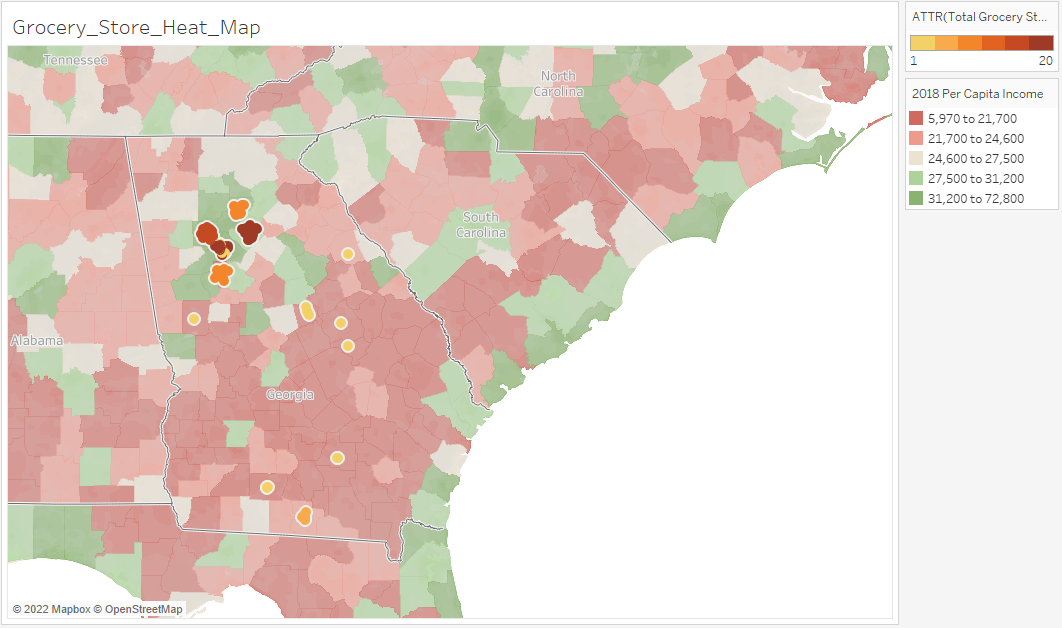 Grocery_Store_Heat_Map
Tennessee
North
Carolina
South
Carolina
Alabama
Georgia
© 2022 Mapbox © OpenStreetMap
ATTR(Total Grocery St...
1 20
2018 Per Capita Income
5,970 to 21,700
21,700 to 24,600
24,600 to 27,500
27,500 to 31,200
31,200 to 72,800